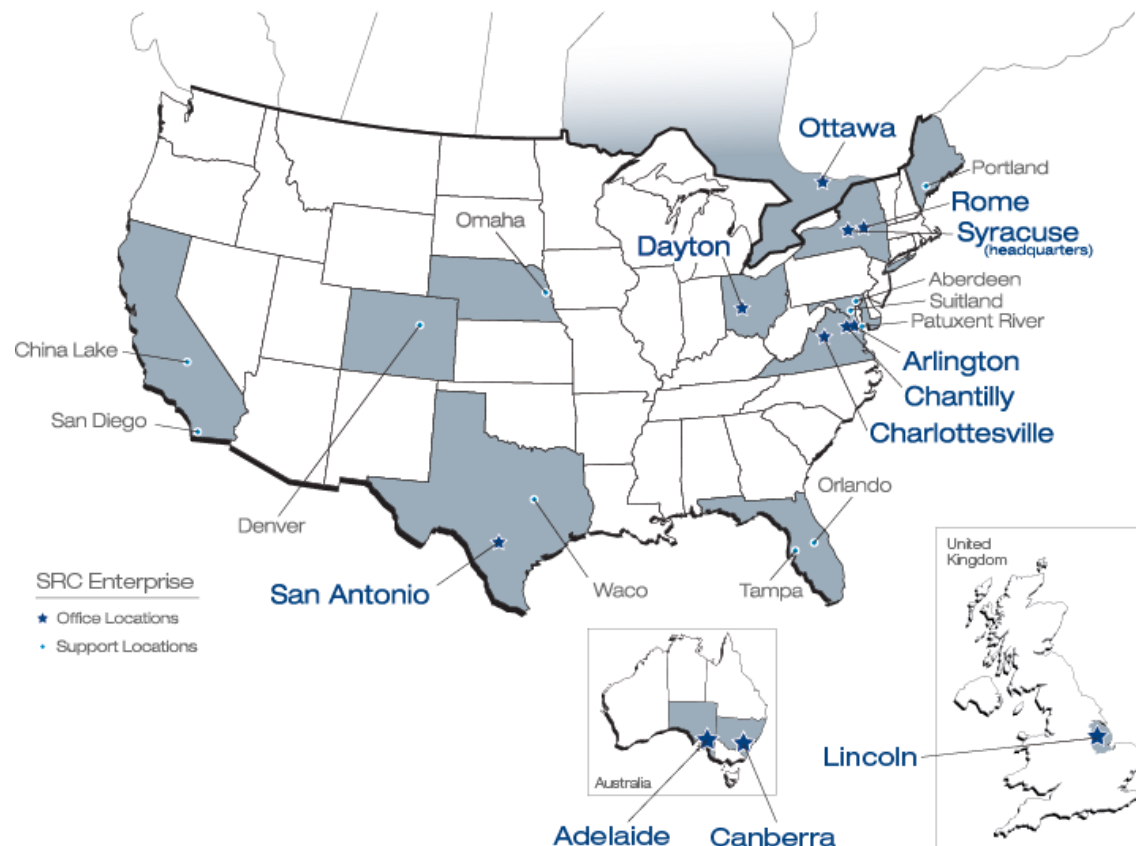 Ottawa
Portland
Rome
Omaha
Syracuse
(headquarters)
Dayton
Aberdeen
Suitland
Patuxent River
China Lake
Arlington
Chantilly
San Diego
Charlottesville
Orlando
Denver
United
Kingdom
SRC Enterprise
San Antonio
Waco
Tampa
Office Locations
Support Locations
Lincoln
Australia
Adelaide
Canberra